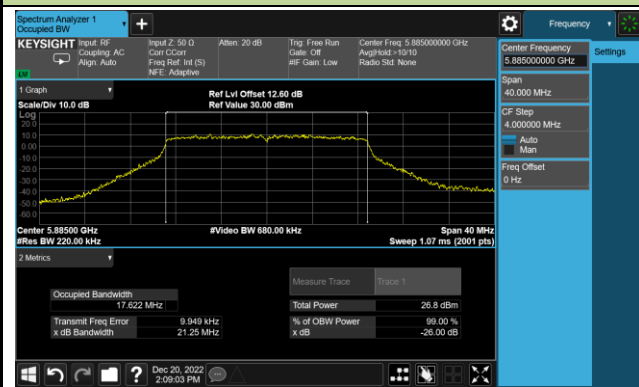 Spectrum Analyzer 1
Occupied BW
+
Frequency
KEYSIGHT
Input: RF
Coupling: AC
Align: Auto
Input Z: 50 Ω
Corr CCorr
Freq Ref: Int (S)
NFE: Adaptive
Atten: 20 dB
Trig: Free Run
Gate: Off
#IF Gain: Low
Center Freq: 5.885000000 GHz
Avg|Hold:>10/10
Radio Std: None
Center Frequency
5.885000000 GHz
Settings
Span
40.000 MHz
CF Step
4.000000 MHz
Auto
Man
Freq Offset
0 Hz
1 Graph
Scale/Div 10.0 dB
Ref Lvl Offset 12.60 dB
Ref Value 30.00 dBm
Log
20.0
10.0
0.00
-10.0
-20.0
-30.0
-40.0
-50.0
-60.0
Center 5.88500 GHz
#Res BW 220.00 kHz
#Video BW 680.00 kHz
Span 40 MHz
Sweep 1.07 ms (2001 pts)
2 Metrics
Measure Trace
Trace 1
Occupied Bandwidth
17.622 MHz
Total Power
26.8 dBm
Transmit Freq Error
9.949 kHz
% of OBW Power
99.00 %
x dB Bandwidth
21.25 MHz
x dB
-26.00 dB
?
Dec 20, 2022
2:09:03 PM